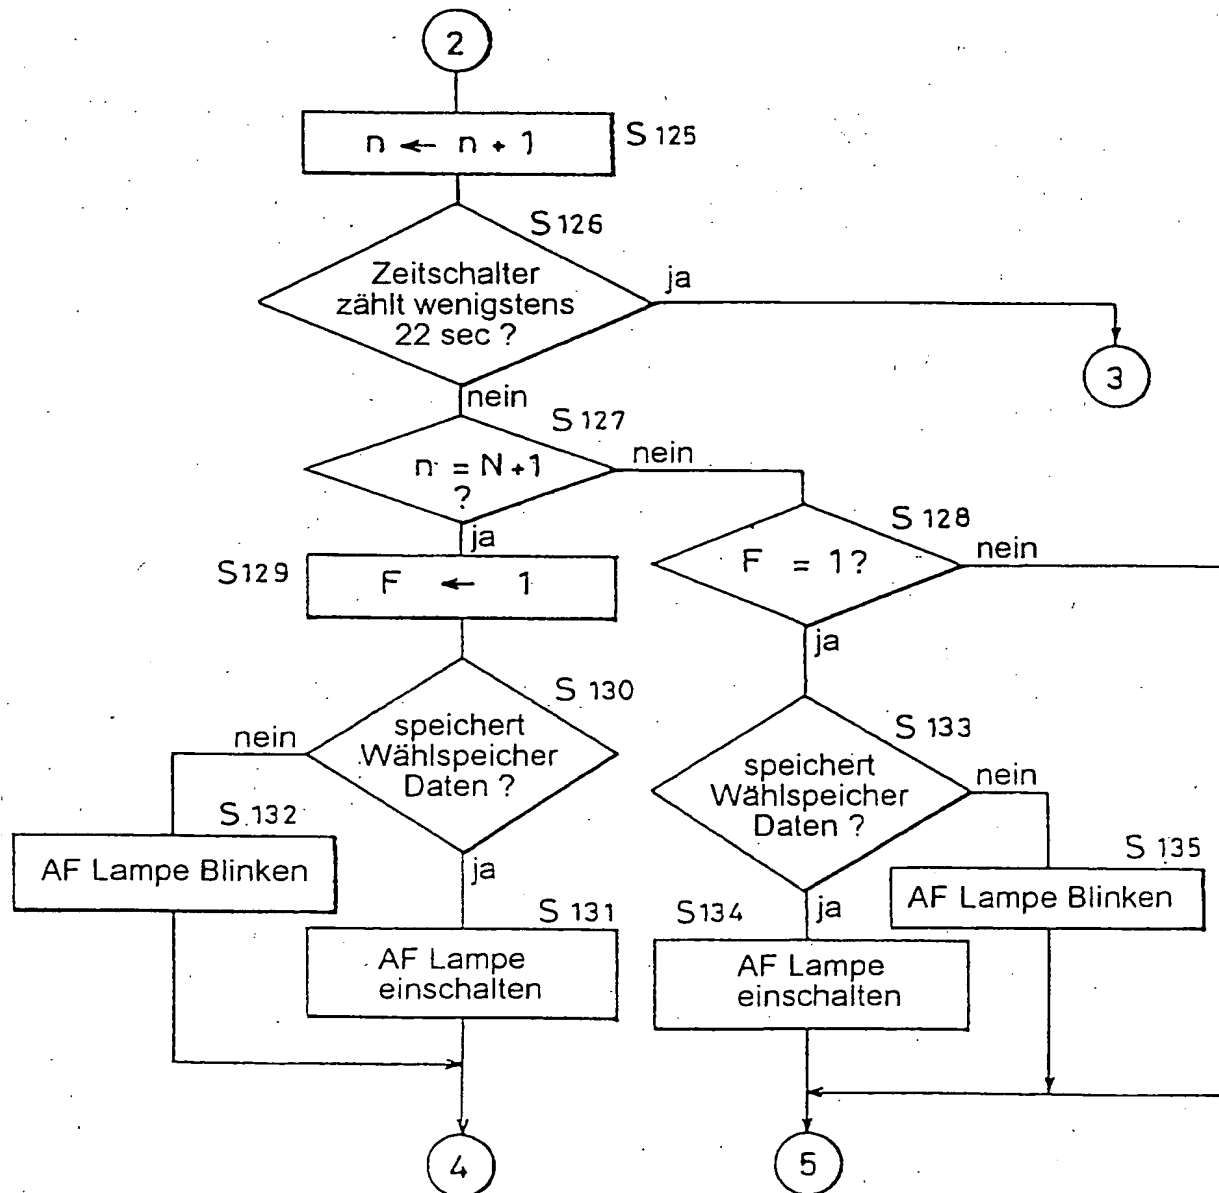 2
n ← n + 1
S 125
S 126
Zeitschalter
zählt wenigstens
22 sec ?
ja
3
nein
S 127
n = N + 1
?
nein
ja
S 128
F = 1?
nein
ja
S129
F ← 1
S 130
speichert
Wählspeicher
Daten ?
nein
ja
S 132
AF Lampe Blinken
S 131
AF Lampe
einschalten
4
S 133
speichert
Wählspeicher
Daten ?
nein
ja
S 135
AF Lampe Blinken
S134
AF Lampe
einschalten
5